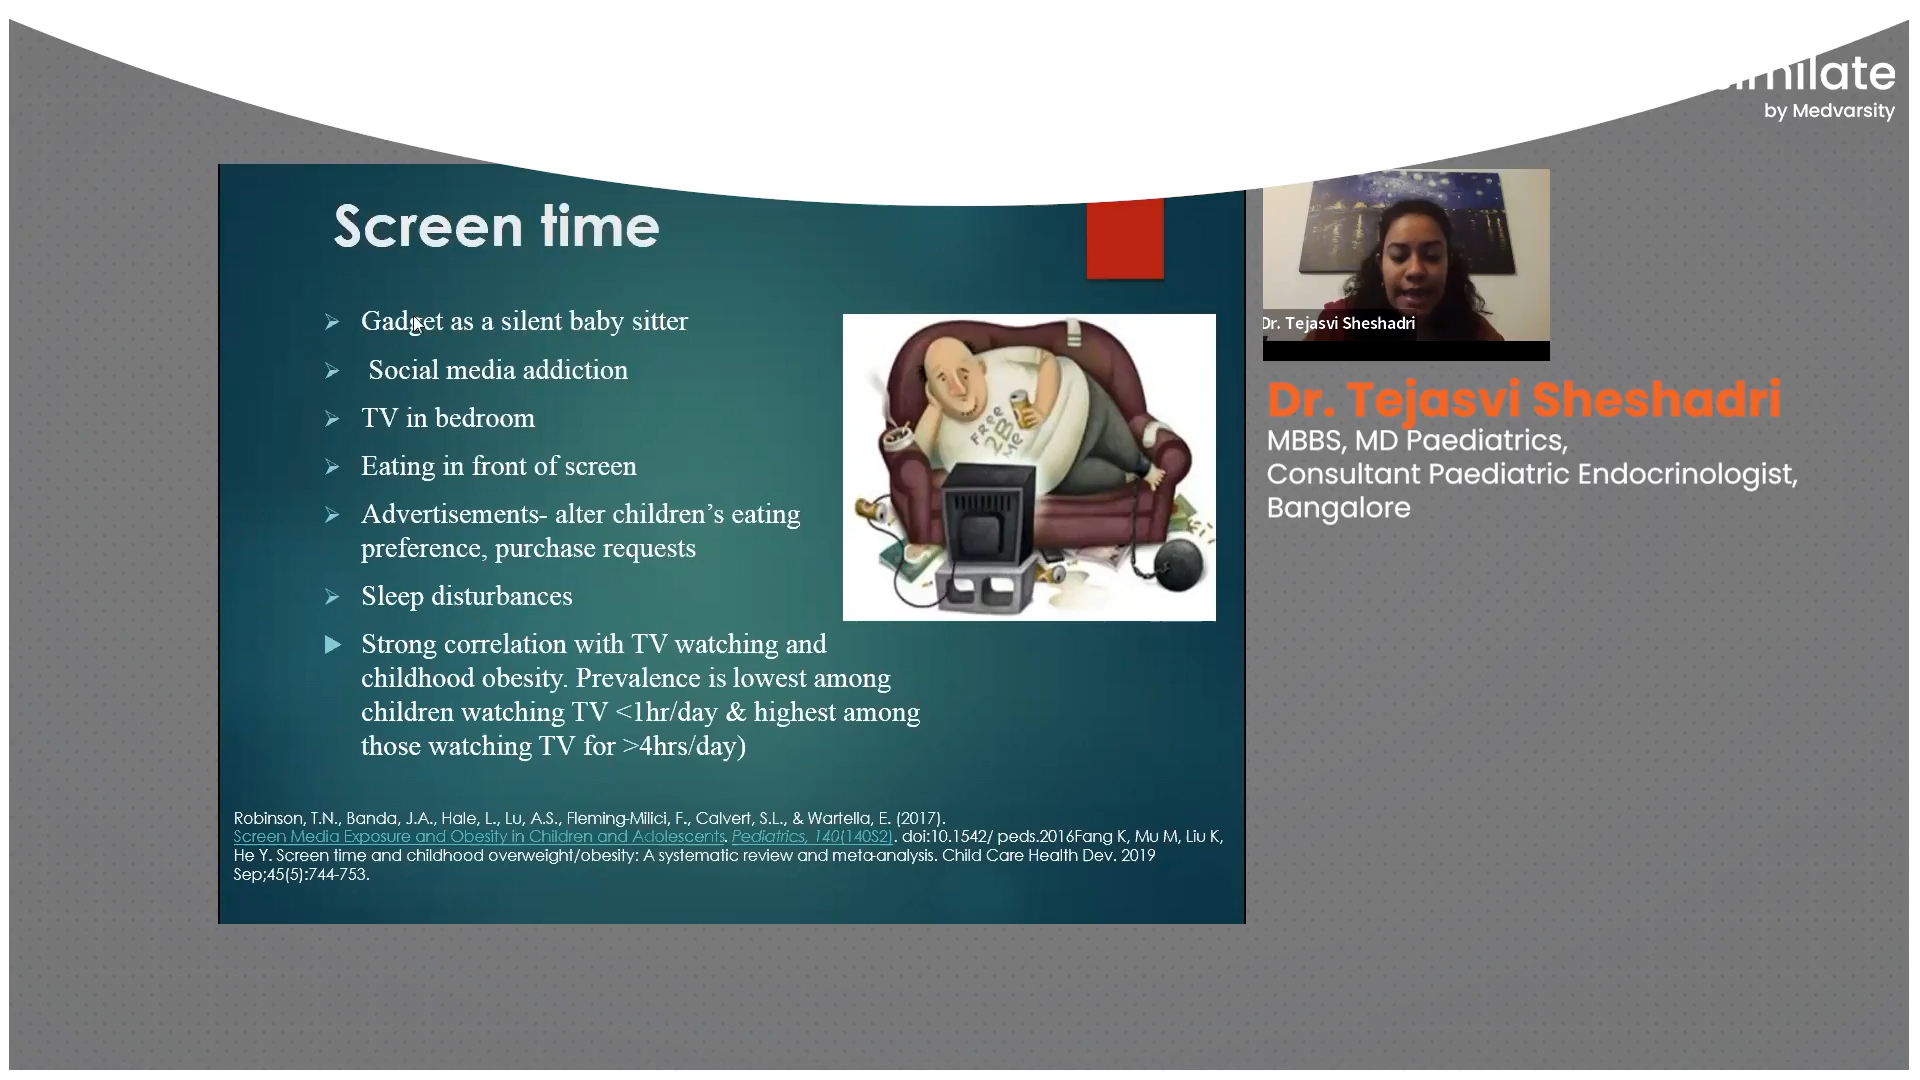 by Medvarsity
Screen time
Gadget as a silent baby sitter
Social media addiction
TV in bedroom
Eating in front of screen
Advertisements- alter children’s eating
preference, purchase requests
Sleep disturbances
Strong correlation with TV watching and
childhood obesity. Prevalence is lowest among
children watching TV <1hr/day & highest among
those watching TV for >4hrs/day)
FREE
2B
Me
Robinson, T.N., Banda, J.A., Hale, L., Lu, A.S., Fleming-Milici, F., Calvert, S.L., & Wartella, E. (2017).
Screen Media Exposure and Obesity in Children and Adolescents. Pediatrics, 140(140S2). doi:10.1542/ peds.2016Fang K, Mu M, Liu K,
He Y. Screen time and childhood overweight/obesity: A systematic review and meta-analysis. Child Care Health Dev. 2019
Sep;45(5):744-753.
Dr. Tejasvi Sheshadri
Dr. Tejasvi Sheshadri
MBBS, MD Paediatrics,
Consultant Paediatric Endocrinologist,
Bangalore